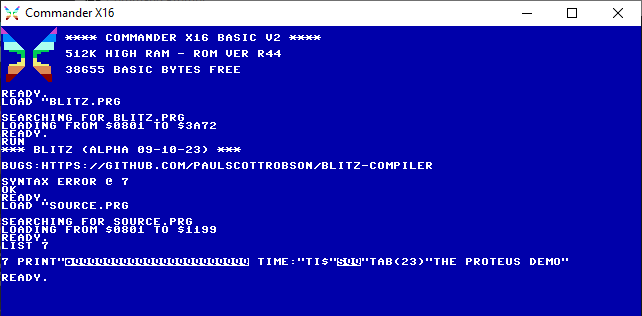 Commander X16
**** COMMANDER X16 BASIC V2 ****
512K HIGH RAM - ROM VER R44
38655 BASIC BYTES FREE
READY.
LOAD "BLITZ.PRG
SEARCHING FOR BLITZ.PRG
LOADING FROM $0801 TO $3A72
READY.
RUN
*** BLITZ (ALPHA 09-10-23) ***
BUGS:HTTPS://GITHUB.COM/PAULSCOTTROBSON/BLITZ-COMPILER
SYNTAX ERROR @ 7
OK
READY.
LOAD "SOURCE.PRG
SEARCHING FOR SOURCE.PRG
LOADING FROM $0801 TO $1199
READY.
LIST 7
7 PRINT"QQQQQQQQQQQQQQQQQQQQQQQ TIME:"TI$"SQQ"TAB(23)"THE PROTEUS DEMO"
READY.